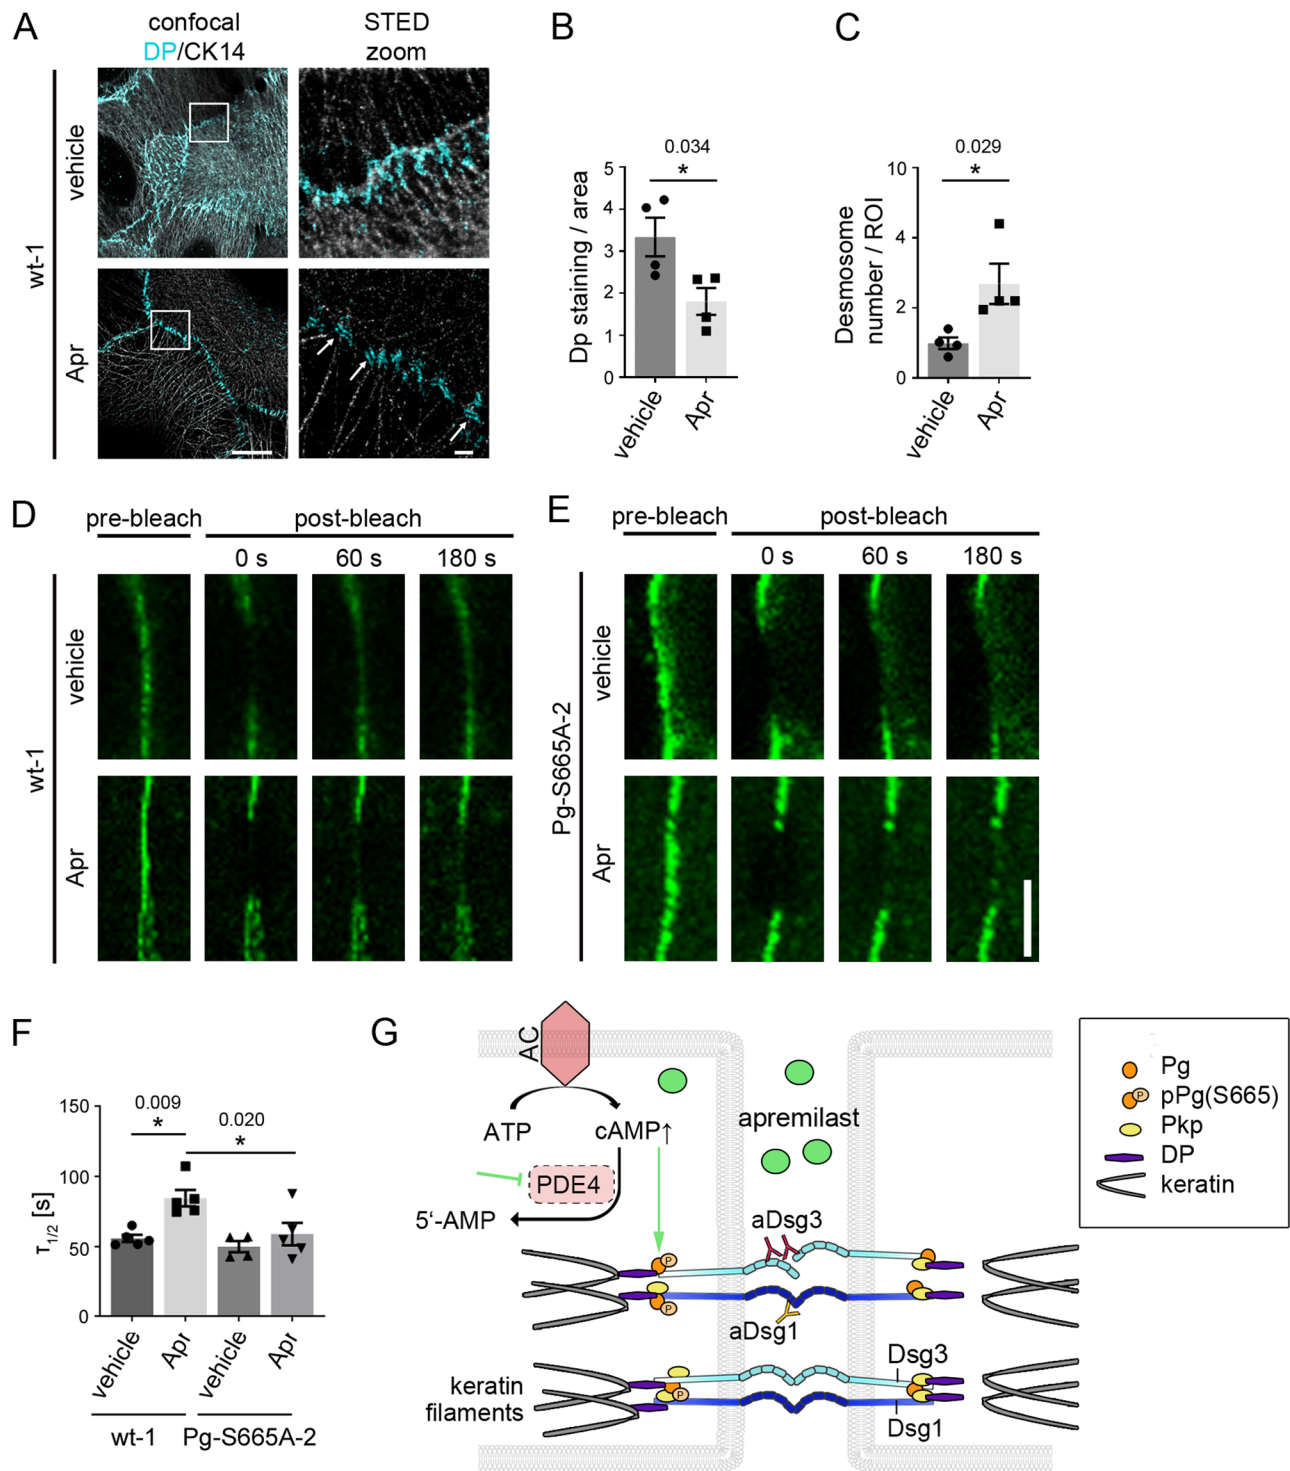 A
confocal
DP/CK14
STED
zoom
wt-1
vehicle
Apr
B
Dp staining / area
5
4
3
2
1
0
0.034
*
vehicle
Apr
C
Desmosome
number / ROI
10
4
2
0
0.029
*
vehicle
Apr
D
pre-bleach
post-bleach
0 s
60 s
180 s
wt-1
vehicle
Apr
E
pre-bleach
post-bleach
0 s
60 s
180 s
Pg-S665A-2
vehicle
Apr
F
τ1/2 [s]
150
100
50
0
0.009
*
0.020
*
vehicle
Apr
vehicle
Apr
wt-1
Pg-S665A-2
G
AC
ATP
cAMP↑
PDE4
5‘-AMP
apremilast
aDsg3
P
P
aDsg1
keratin
filaments
P
Dsg3
Dsg1
Pg
P
pPg(S665)
Pkp
DP
keratin